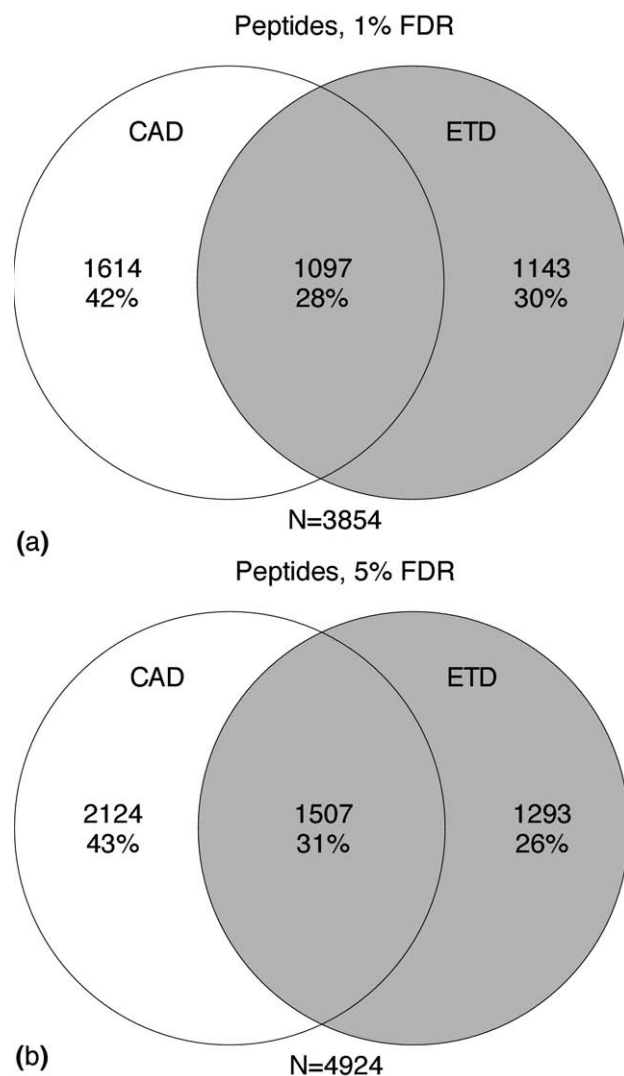 Peptides, 1% FDR
CAD
ETD
1614
42%
1097
28%
1143
30%
N=3854
(a)
Peptides, 5% FDR
CAD
ETD
2124
43%
1507
31%
1293
26%
N=4924
(b)